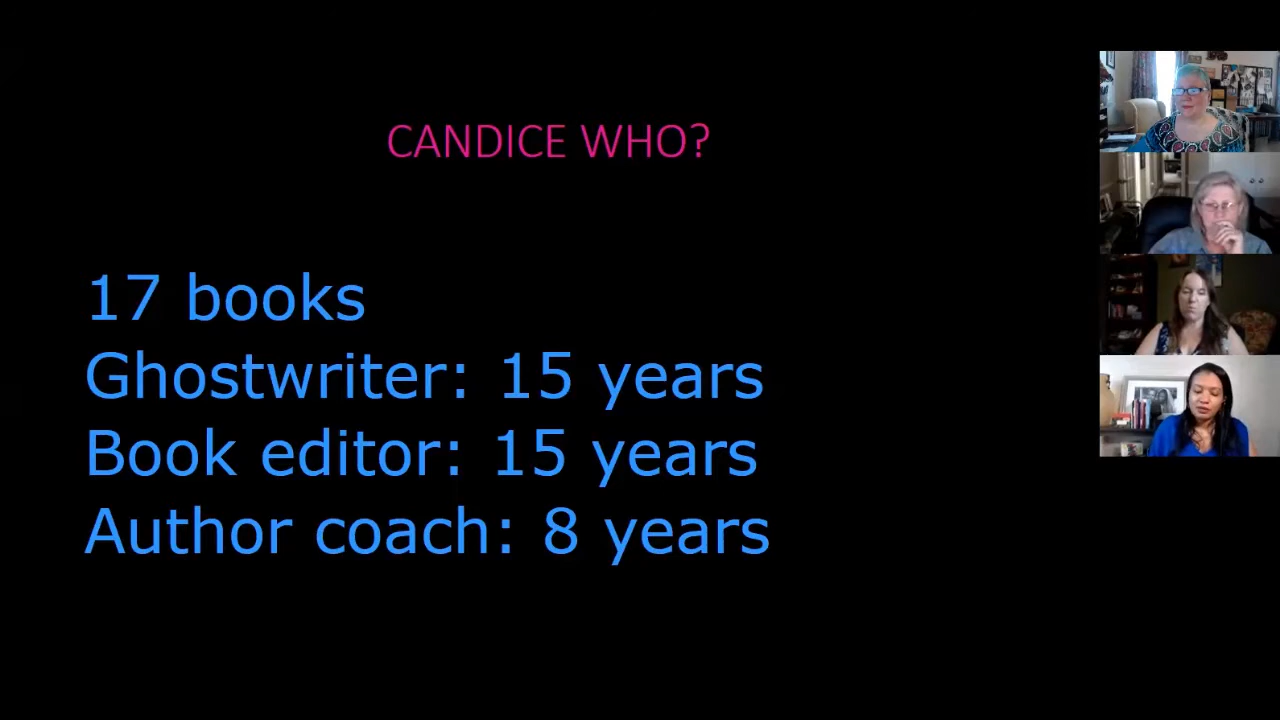 CANDICE WHO?
17 books
Ghostwriter: 15 years
Book editor: 15 years
Author coach: 8 years